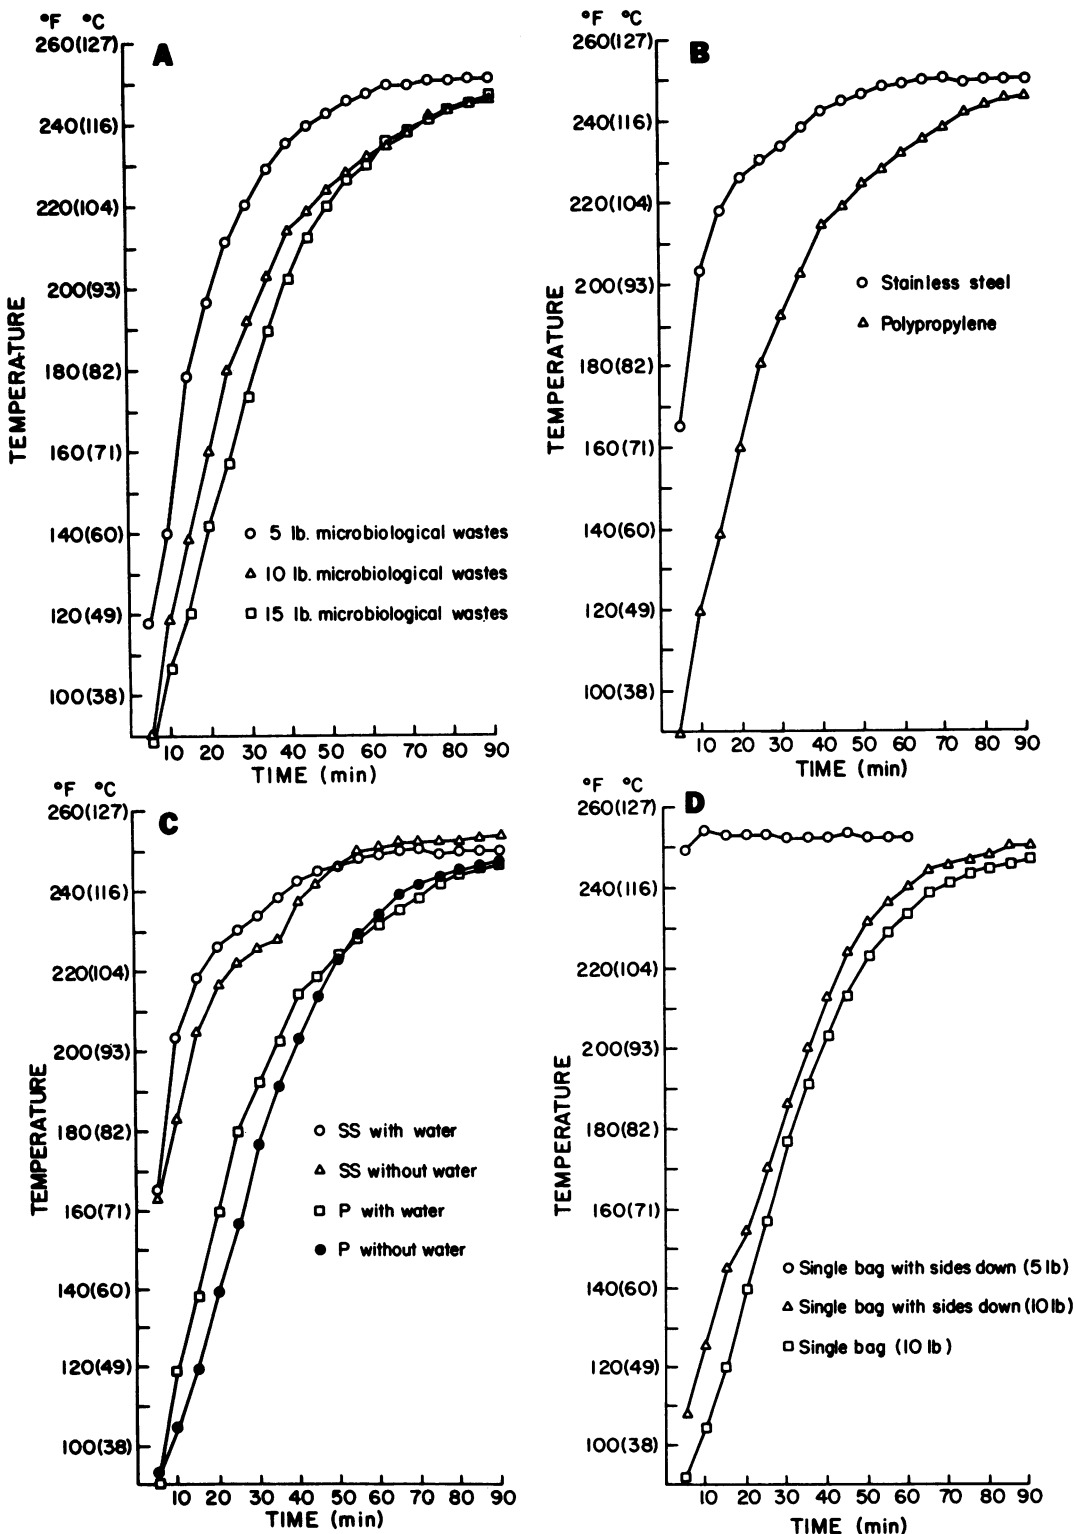 °F °C
260(127)
A
240(116)
220(104)
200(93)
180(82)
160(71)
140(60)
120(49)
100(38)
TEMPERATURE
○ 5 lb. microbiological wastes
△ 10 lb. microbiological wastes
□ 15 lb. microbiological wastes
10 20 30 40 50 60 70 80 90
TIME (min)
°F °C
260(127)
B
240(116)
220(104)
200(93)
180(82)
160(71)
140(60)
120(49)
100(38)
TEMPERATURE
○ Stainless steel
△ Polypropylene
10 20 30 40 50 60 70 80 90
TIME (min)
°F °C
260(127)
C
240(116)
220(104)
200(93)
180(82)
160(71)
140(60)
120(49)
100(38)
TEMPERATURE
○ SS with water
△ SS without water
□ P with water
● P without water
10 20 30 40 50 60 70 80 90
TIME (min)
°F °C
260(127)
D
240(116)
220(104)
200(93)
180(82)
160(71)
140(60)
120(49)
100(38)
TEMPERATURE
○ Single bag with sides down (5 lb)
△ Single bag with sides down (10 lb)
□ Single bag (10 lb)
10 20 30 40 50 60 70 80 90
TIME (min)